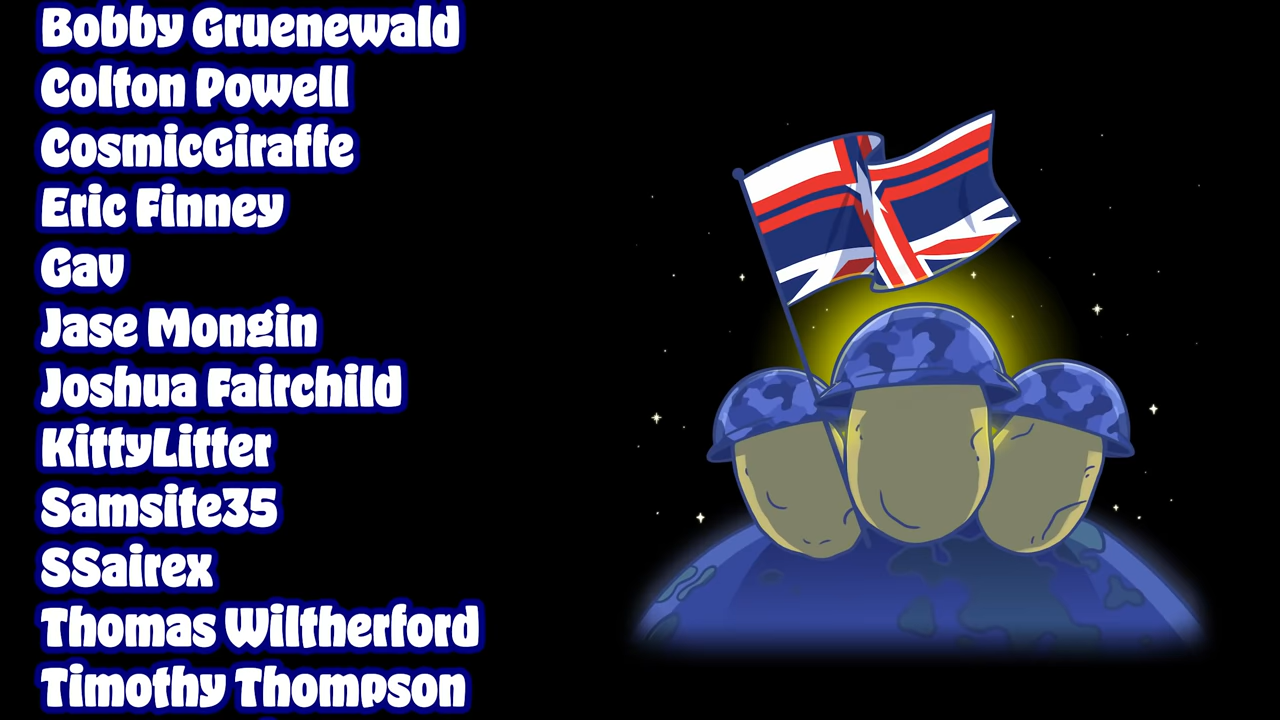 Bobby Gruenewald
Colton Powell
CosmicGiraffe
Eric Finney
Gav
Jase Mongin
Joshua Fairchild
KittyLitter
Samsite35
SSairex
Thomas Wiltherford
Timothy Thompson